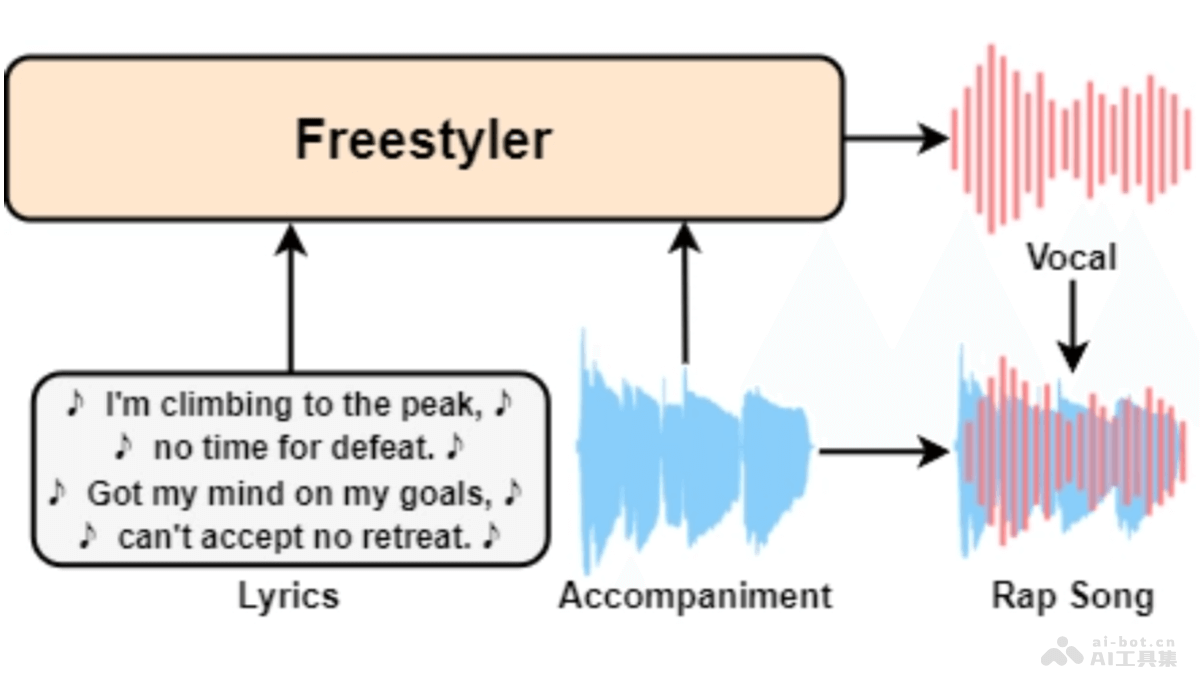 Freestyler
Vocal
♪ I'm climbing to the peak, ♪
♪ no time for defeat. ♪
♪ Got my mind on my goals, ♪
♪ can't accept no retreat. ♪
Lyrics
Accompaniment
Rap Song
ai-bot.cn
AI工具集